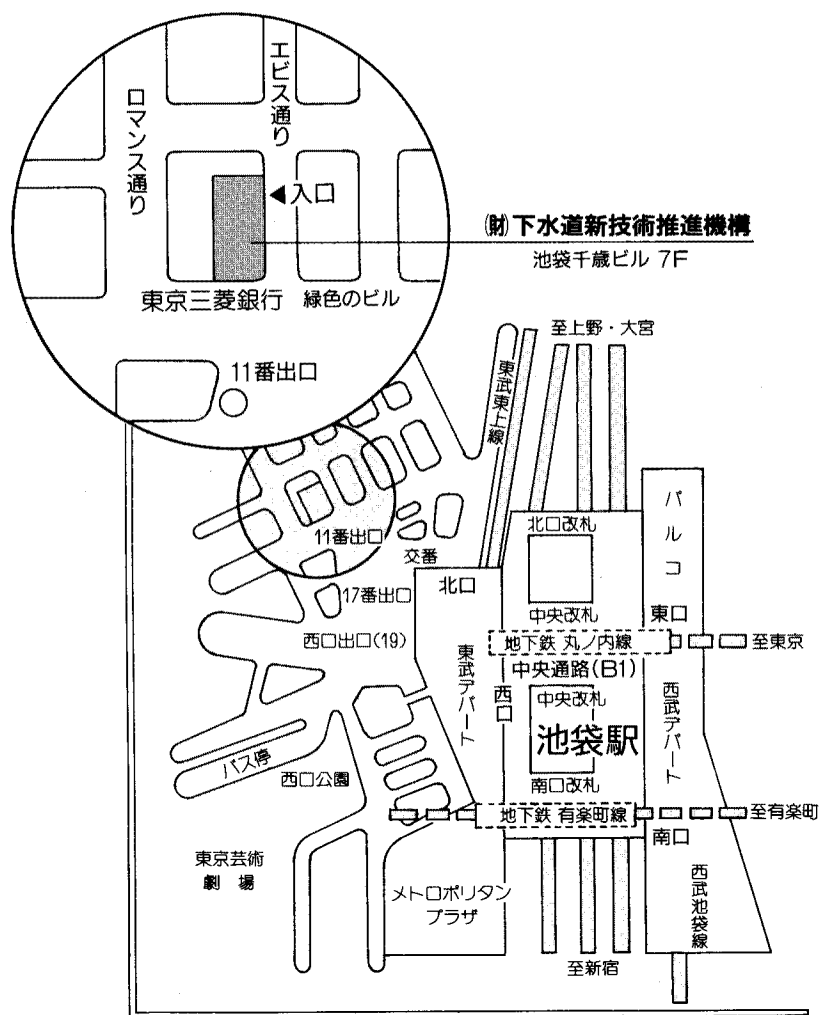 エビス通り
ロマンス通り
入口
(財)下水道新技術推進機構
池袋千歳ビル 7F
東京三菱銀行
緑色のビル
11番出口
至上野・大宮
東武東上線
パルコ
北口改札
11番出口
交番
北口
17番出口
中央改札
東口
西口出口(19)
地下鉄 丸ノ内線
至東京
東武デパート
中央通路(B1)
西口
中央改札
西武デパート
池袋駅
バス停
西口公園
南口改札
地下鉄 有楽町線
至有楽町
南口
東京芸術
劇場
メトロポリタン
プラザ
西武池袋線
至新宿